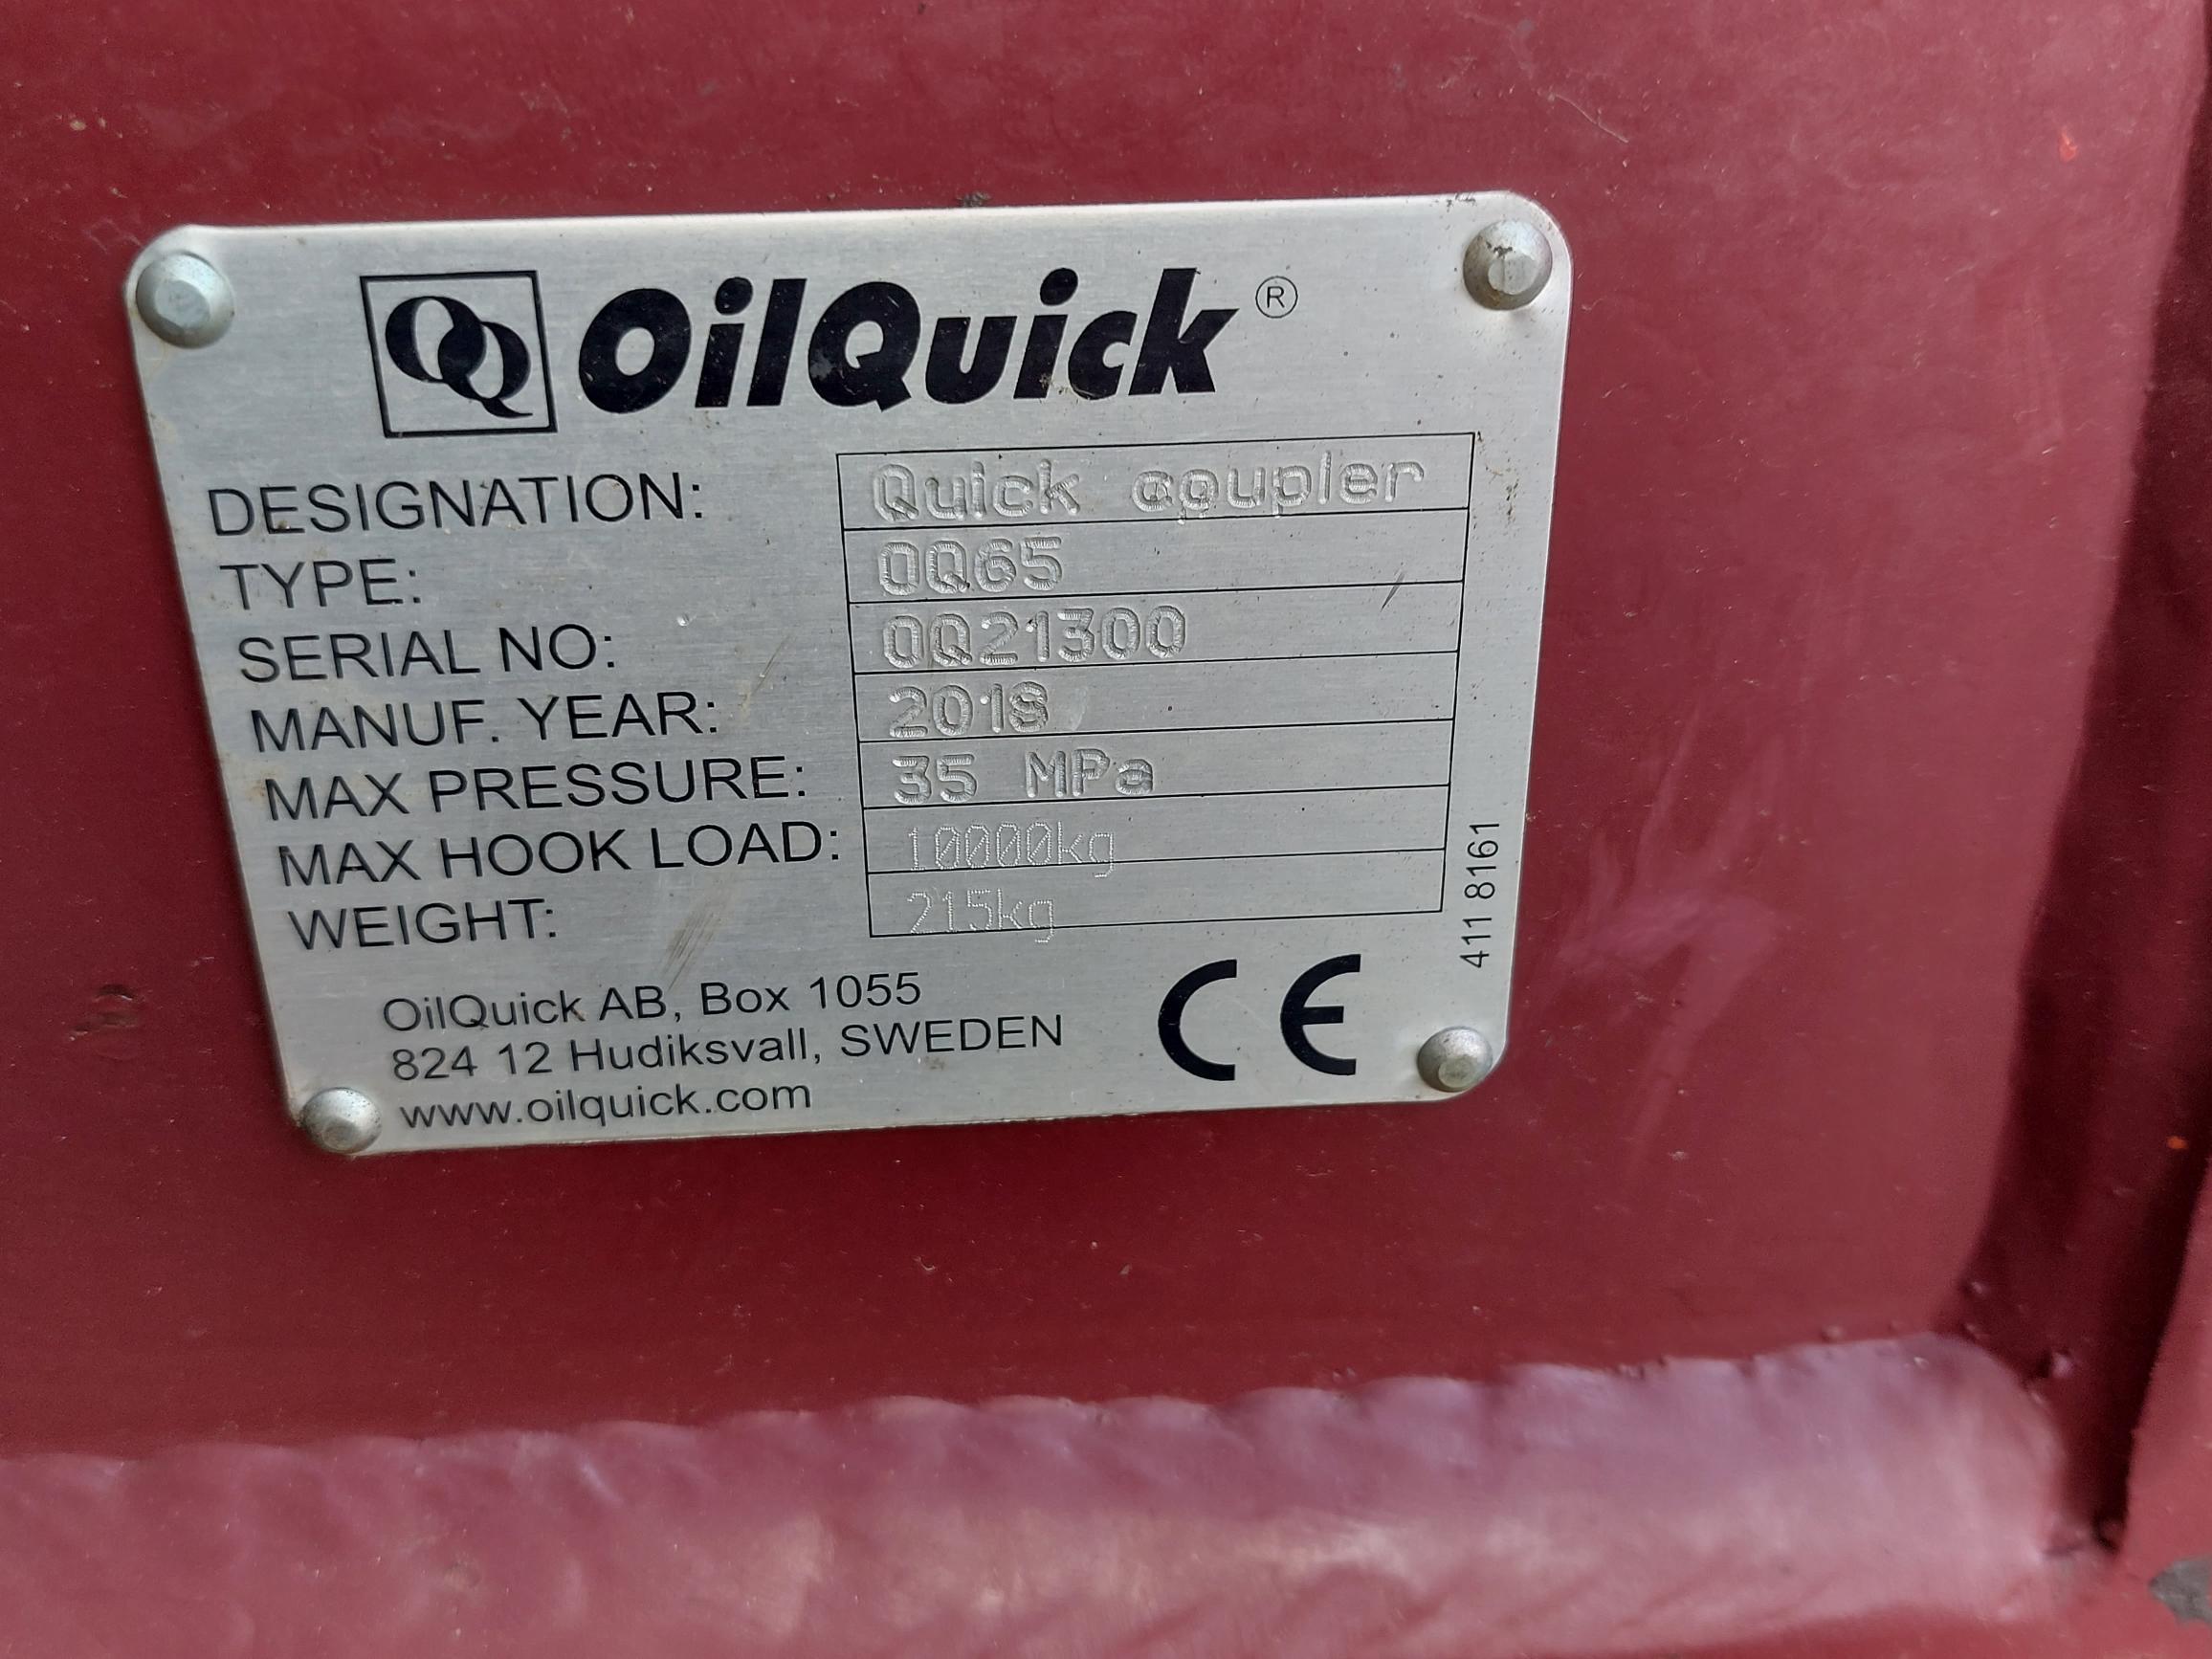 QQ OilQuick®
DESIGNATION: Quick coupler
TYPE: OQ65
SERIAL NO: OQ21300
MANUF. YEAR: 2018
MAX PRESSURE: 35 MPa
MAX HOOK LOAD: 10000kg
WEIGHT: 215kg
411 8161
OilQuick AB, Box 1055
824 12 Hudiksvall, SWEDEN
www.oilquick.com
CE